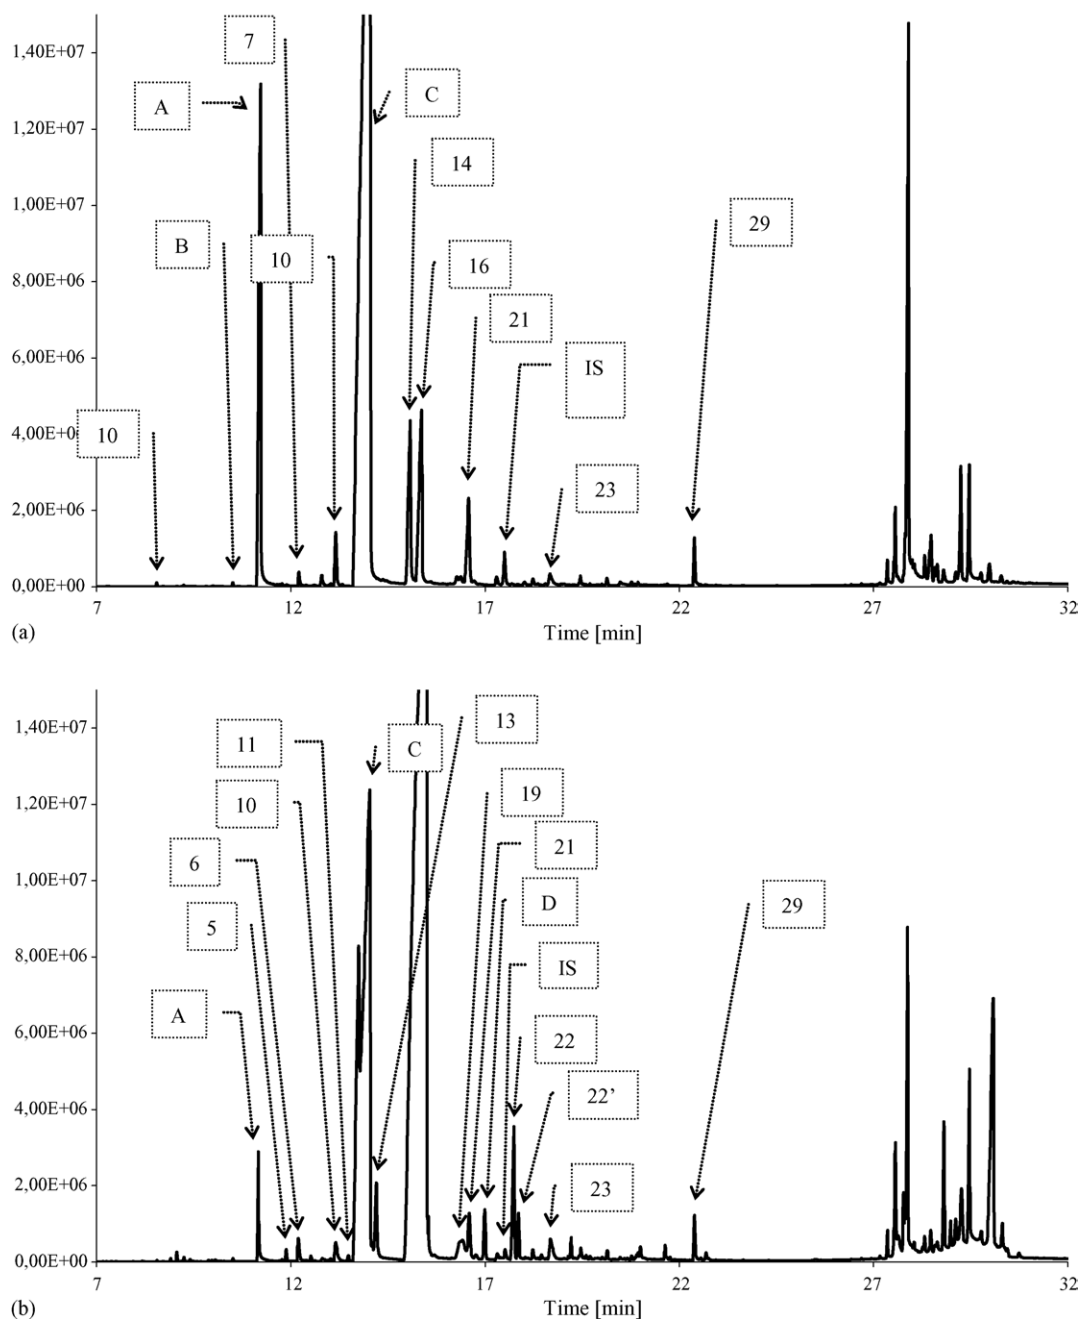 1,40E+07
1,20E+07
1,00E+07
8,00E+06
6,00E+06
4,00E+06
2,00E+06
0,00E+00
7
A
C
14
B
10
16
29
21
IS
10
23
7 12 17 22 27 32
Time [min]
(a)
1,40E+07
1,20E+07
1,00E+07
8,00E+06
6,00E+06
4,00E+06
2,00E+06
0,00E+00
13
11
C
10
19
6
21
5
D
29
A
IS
22
22’
23
7 12 17 22 27 32
Time [min]
(b)